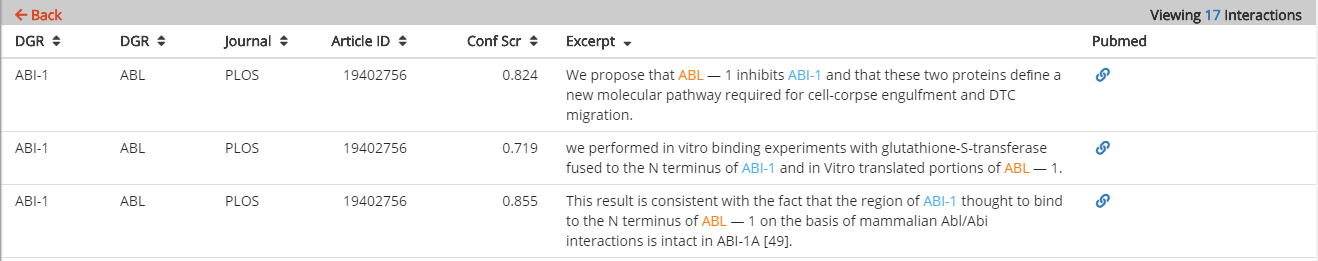 Back
Viewing 17 Interactions
DGR DGR Journal Article ID Conf Scr Excerpt Pubmed
ABI-1 ABL PLOS 19402756 0.824 We propose that ABL — 1 inhibits ABI-1 and that these two proteins define a
new molecular pathway required for cell-corpse engulfment and DTC
migration.
ABI-1 ABL PLOS 19402756 0.719 we performed in vitro binding experiments with glutathione-S-transferase
fused to the N terminus of ABI-1 and in Vitro translated portions of ABL — 1.
ABI-1 ABL PLOS 19402756 0.855 This result is consistent with the fact that the region of ABI-1 thought to bind
to the N terminus of ABL — 1 on the basis of mammalian Abl/Abi
interactions is intact in ABI-1A [49].